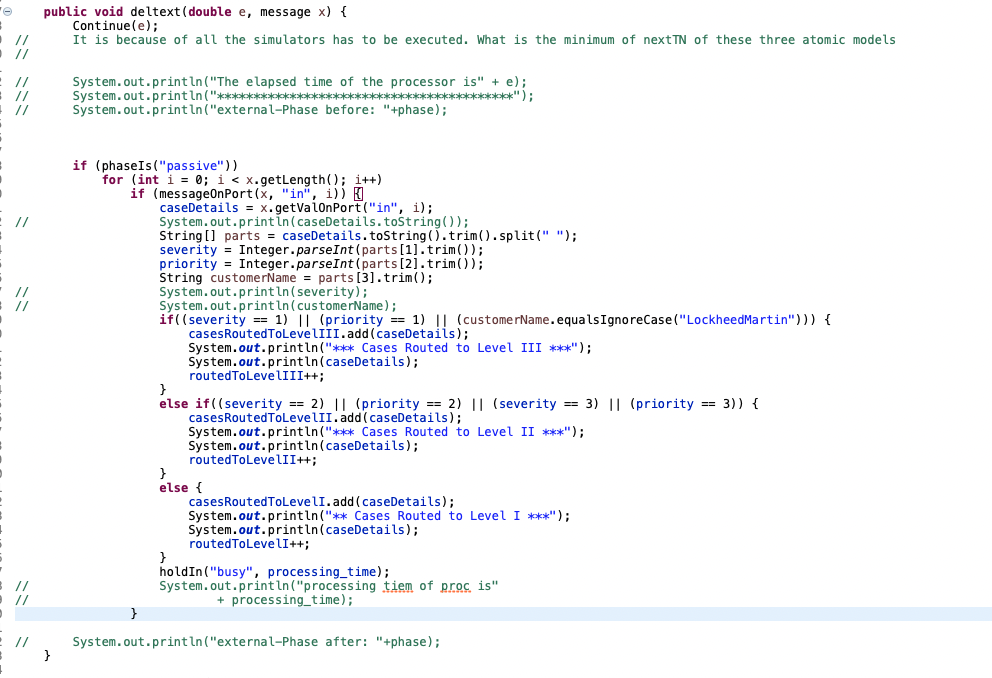 public void deltext(double e, message x) {
Continue(e);
// It is because of all the simulators has to be executed. What is the minimum of nextTN of these three atomic models
//
// System.out.println("The elapsed time of the processor is" + e);
// System.out.println("*****************************************");
// System.out.println("external-Phase before: "+phase);
if (phaseIs("passive"))
for (int i = 0; i < x.getLength(); i++)
if (messageOnPort(x, "in", i)) {
caseDetails = x.getValOnPort("in", i);
// System.out.println(caseDetails.toString());
String[] parts = caseDetails.toString().trim().split(" ");
severity = Integer.parseInt(parts[1].trim());
priority = Integer.parseInt(parts[2].trim());
String customerName = parts[3].trim();
// System.out.println(severity);
// System.out.println(customerName);
if((severity == 1) || (priority == 1) || (customerName.equalsIgnoreCase("LockheedMartin"))) {
casesRoutedToLevelIII.add(caseDetails);
System.out.println("*** Cases Routed to Level III ***");
System.out.println(caseDetails);
routedToLevelIII++;
}
else if((severity == 2) || (priority == 2) || (severity == 3) || (priority == 3)) {
casesRoutedToLevelII.add(caseDetails);
System.out.println("*** Cases Routed to Level II ***");
System.out.println(caseDetails);
routedToLevelII++;
}
else {
casesRoutedToLevelI.add(caseDetails);
System.out.println("** Cases Routed to Level I ***");
System.out.println(caseDetails);
routedToLevelI++;
}
holdIn("busy", processing_time);
// System.out.println("processing tiem of proc is"
// + processing_time);
}
// System.out.println("external-Phase after: "+phase);
}